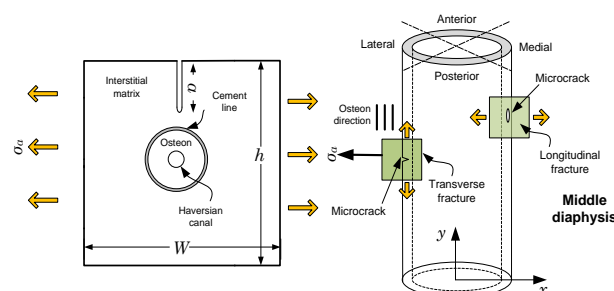 Interstitial
matrix
a
Cement
line
Osteon
Haversian
canal
h
W
σa
Anterior
Lateral
Medial
Posterior
Microcrack
Osteon
direction
σa
Longitudinal
fracture
Transverse
fracture
Microcrack
Middle
diaphysis
y
x